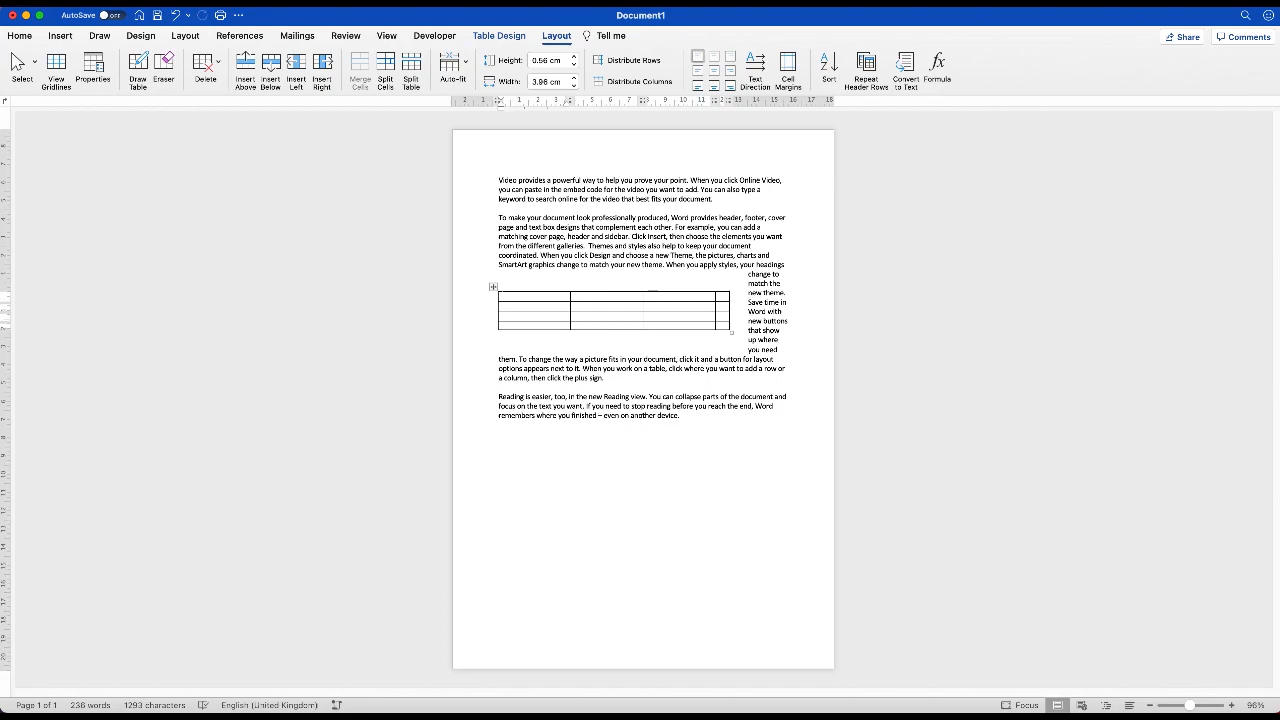 AutoSave OFF
Document1
Home Insert Draw Design Layout References Mailings Review View Developer Table Design Layout Tell me
Share Comments
Select
View Gridlines
Properties
Draw Table
Eraser
Delete
Insert Above
Insert Below
Insert Left
Insert Right
Merge Cells
Split Cells
Split Table
Auto-fit
Height: 0.56 cm
Width: 3.96 cm
Distribute Rows
Distribute Columns
Text Direction
Cell Margins
Sort
Repeat Header Rows
Convert to Text
Formula
Video provides a powerful way to help you prove your point. When you click Online Video,
you can paste in the embed code for the video you want to add. You can also type a
keyword to search online for the video that best fits your document.
To make your document look professionally produced, Word provides header, footer, cover
page and text box designs that complement each other. For example, you can add a
matching cover page, header and sidebar. Click Insert, then choose the elements you want
from the different galleries. Themes and styles also help to keep your document
coordinated. When you click Design and choose a new Theme, the pictures, charts and
SmartArt graphics change to match your new theme. When you apply styles, your headings
change to
match the
new theme.
Save time in
Word with
new buttons
that show
up where
you need
them. To change the way a picture fits in your document, click it and a button for layout
options appears next to it. When you work on a table, click where you want to add a row or
a column, then click the plus sign.
Reading is easier, too, in the new Reading view. You can collapse parts of the document and
focus on the text you want. If you need to stop reading before you reach the end, Word
remembers where you finished – even on another device.
Page 1 of 1 236 words 1293 characters English (United Kingdom) Focus 96%